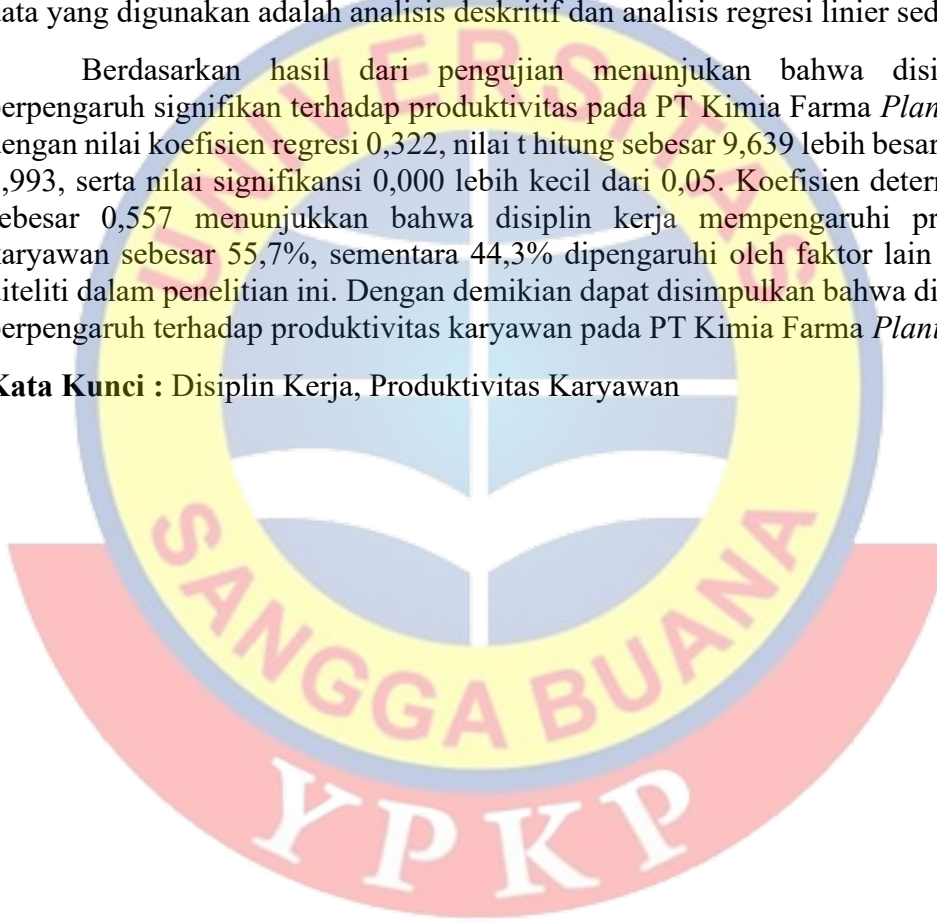 data yang digunakan adalah analisis deskritif dan analisis regresi linier sed
Berdasarkan hasil dari pengujian menunjukan bahwa disi
berpengaruh signifikan terhadap produktivitas pada PT Kimia Farma Plan
dengan nilai koefisien regresi 0,322, nilai t hitung sebesar 9,639 lebih besar
,993, serta nilai signifikansi 0,000 lebih kecil dari 0,05. Koefisien deter
sebesar 0,557 menunjukkan bahwa disiplin kerja mempengaruhi pr
karyawan sebesar 55,7%, sementara 44,3% dipengaruhi oleh faktor lain
diteliti dalam penelitian ini. Dengan demikian dapat disimpulkan bahwa di
berpengaruh terhadap produktivitas karyawan pada PT Kimia Farma Plant
Kata Kunci : Disiplin Kerja, Produktivitas Karyawan
UNIVERSITAS
SANGGA BUANA
YPKP